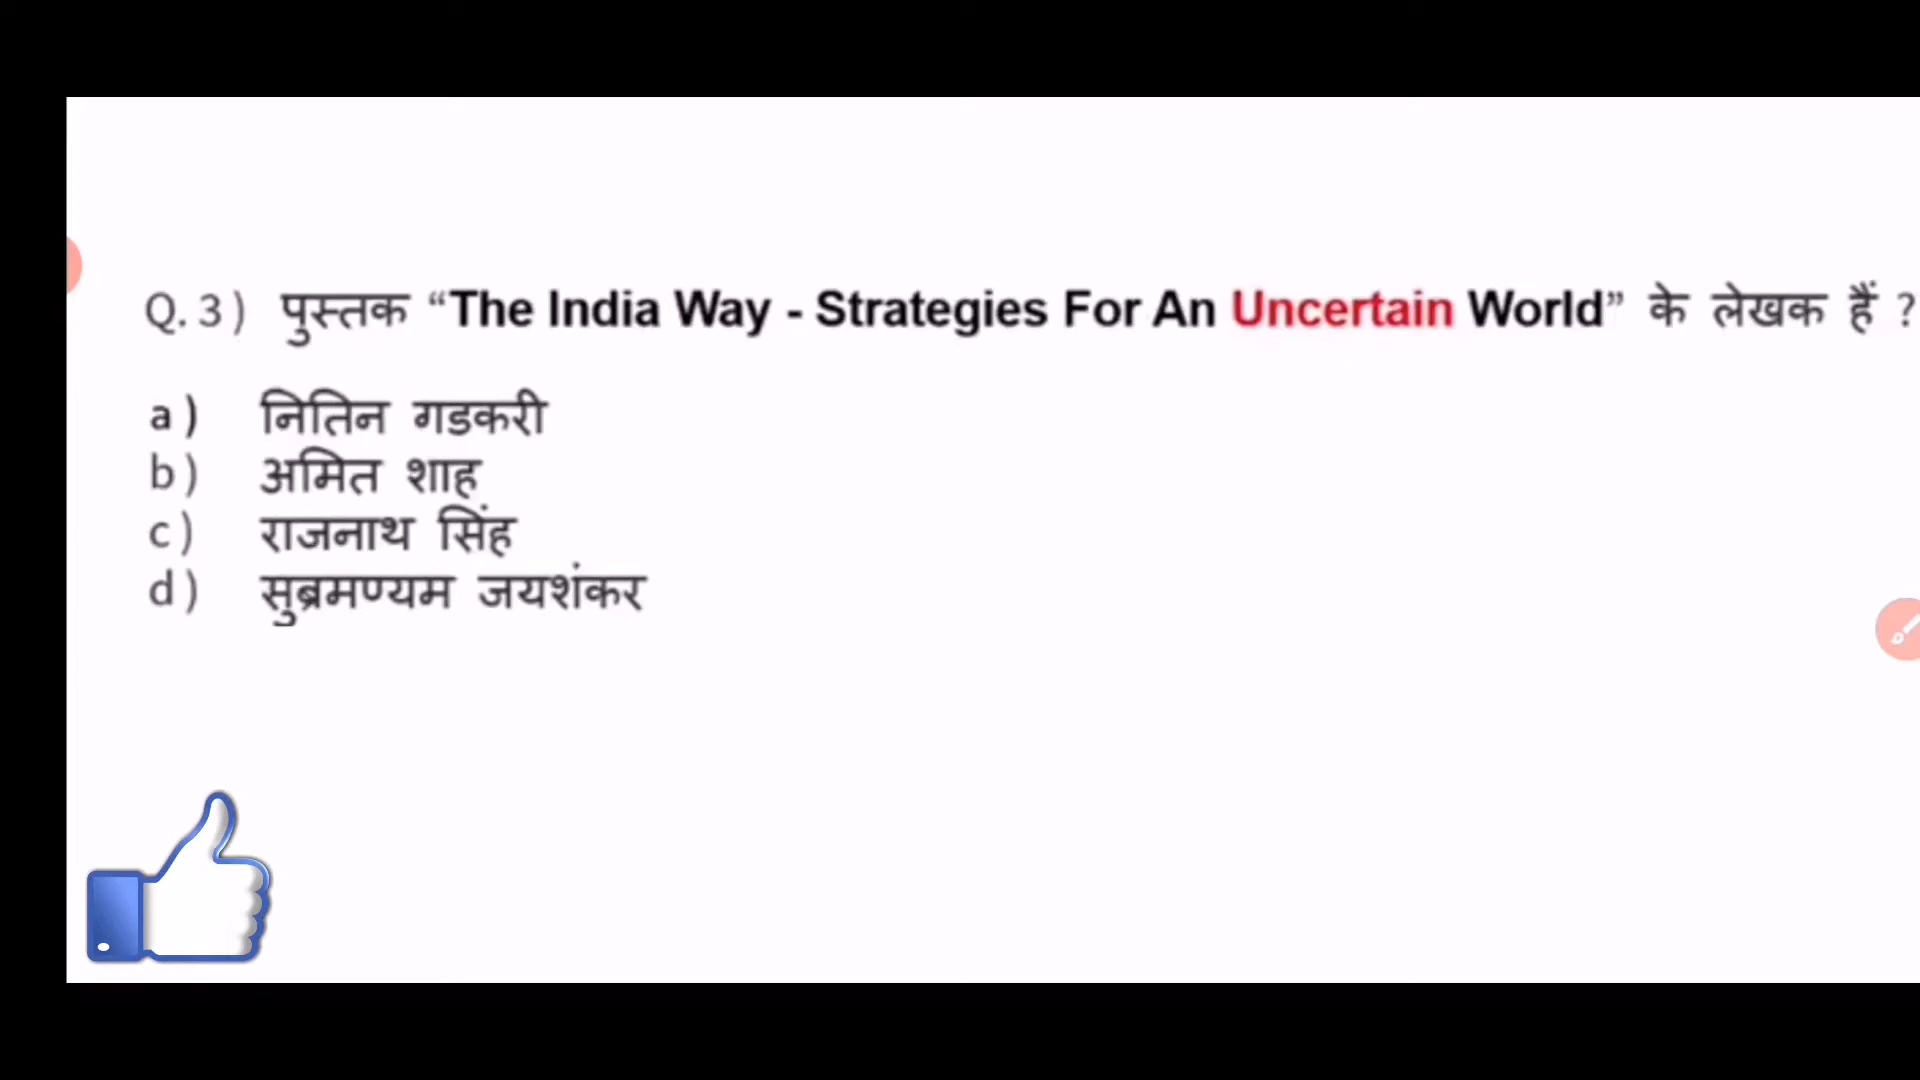 Q.3) पुस्तक “The India Way - Strategies For An Uncertain World” के लेखक हैं ?
a) नितिन गडकरी
b) अमित शाह
c) राजनाथ सिंह
d) सुब्रमण्यम जयशंकर